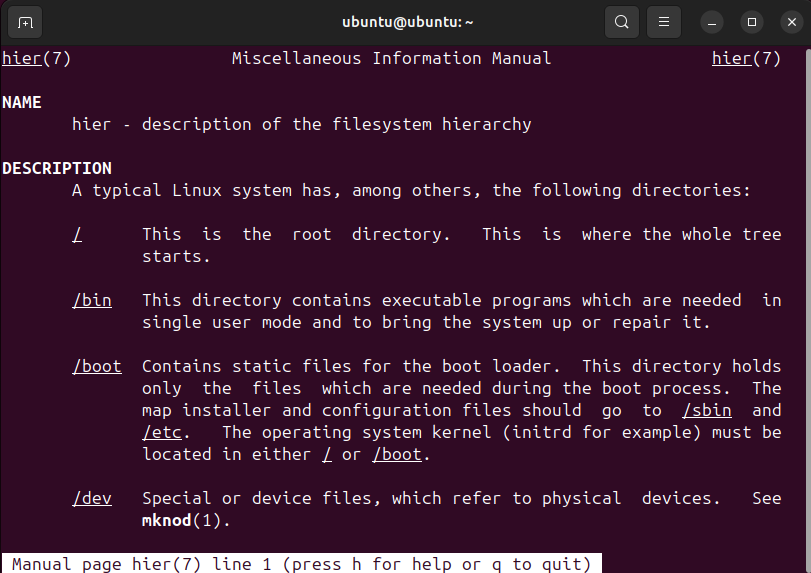 ubuntu@ubuntu: ~
hier(7) Miscellaneous Information Manual hier(7)
NAME
hier - description of the filesystem hierarchy
DESCRIPTION
A typical Linux system has, among others, the following directories:
/ This is the root directory. This is where the whole tree
starts.
/bin This directory contains executable programs which are needed in
single user mode and to bring the system up or repair it.
/boot Contains static files for the boot loader. This directory holds
only the files which are needed during the boot process. The
map installer and configuration files should go to /sbin and
/etc. The operating system kernel (initrd for example) must be
located in either / or /boot.
/dev Special or device files, which refer to physical devices. See
mknod(1).
Manual page hier(7) line 1 (press h for help or q to quit)